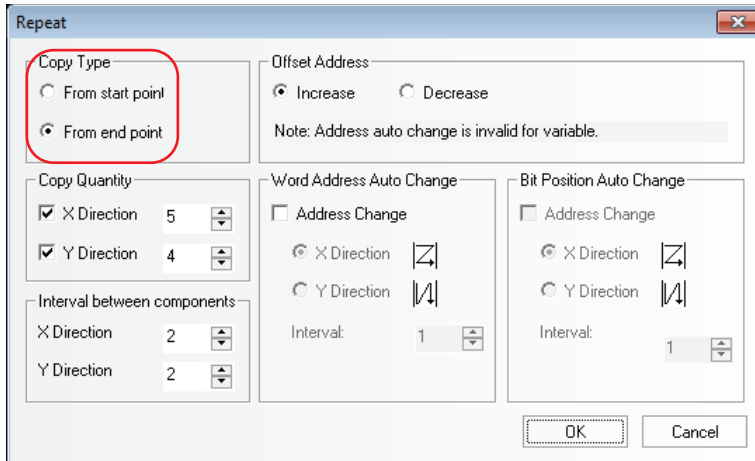 Repeat
Copy Type
From start point
From end point
Offset Address
Increase
Decrease
Note: Address auto change is invalid for variable.
Copy Quantity
X Direction 5
Y Direction 4
Interval between components
X Direction 2
Y Direction 2
Word Address Auto Change
Address Change
X Direction
Y Direction
Interval: 1
Bit Position Auto Change
Address Change
X Direction
Y Direction
Interval: 1
OK
Cancel